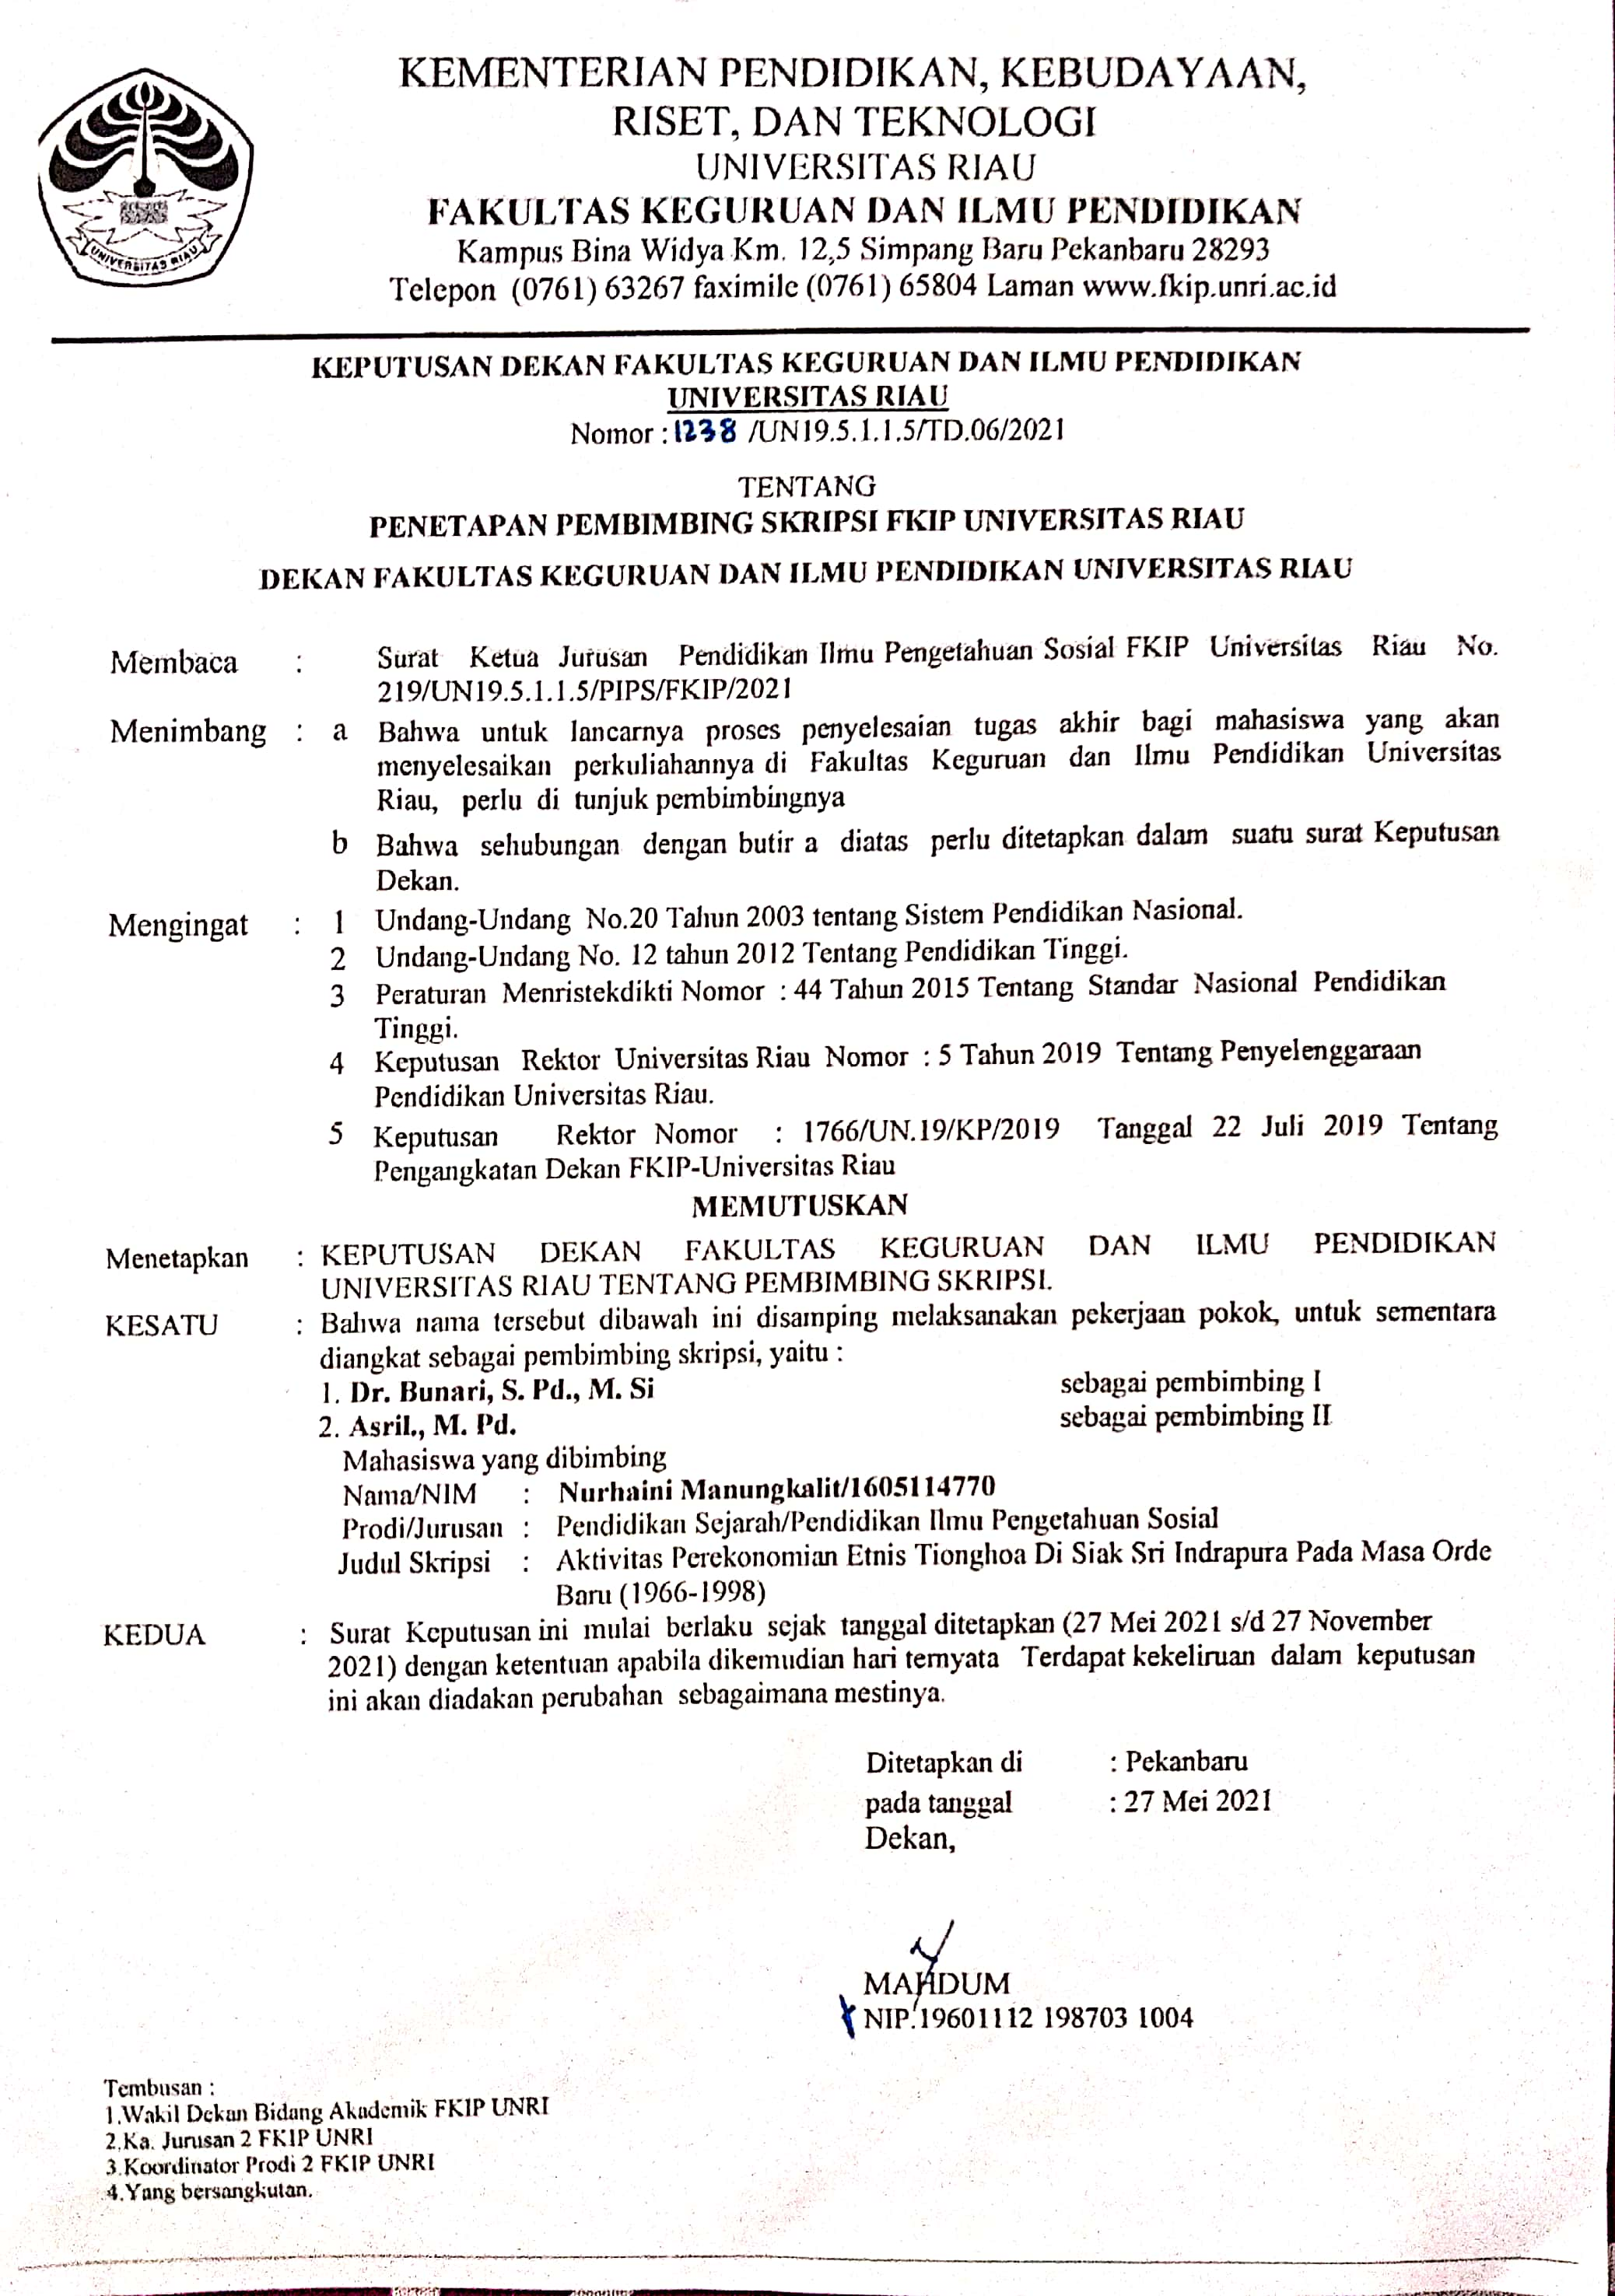 KEMENTERIAN PENDIDIKAN, KEBUDAYAAN,
RISET, DAN TEKNOLOGI
UNIVERSITAS RIAU
FAKULTAS KEGURUAN DAN ILMU PENDIDIKAN
Kampus Bina Widya Km. 12,5 Simpang Baru Pekanbaru 28293
Telepon (0761) 63267 faximile (0761) 65804 Laman www.fkip.unri.ac.id
UNIVERSITAS RIAU
KEPUTUSAN DEKAN FAKULTAS KEGURUAN DAN ILMU PENDIDIKAN
UNIVERSITAS RIAU
Nomor : 1238 /UN19.5.1.1.5/TD.06/2021
TENTANG
PENETAPAN PEMBIMBING SKRIPSI FKIP UNIVERSITAS RIAU
DEKAN FAKULTAS KEGURUAN DAN ILMU PENDIDIKAN UNIVERSITAS RIAU
Membaca : Surat Ketua Jurusan Pendidikan Ilmu Pengetahuan Sosial FKIP Universitas Riau No.
219/UN19.5.1.1.5/PIPS/FKIP/2021
Menimbang : a Bahwa untuk lancarnya proses penyelesaian tugas akhir bagi mahasiswa yang akan
menyelesaikan perkuliahannya di Fakultas Keguruan dan Ilmu Pendidikan Universitas
Riau, perlu di tunjuk pembimbingnya
b Bahwa sehubungan dengan butir a diatas perlu ditetapkan dalam suatu surat Keputusan
Dekan.
Mengingat : 1 Undang-Undang No.20 Tahun 2003 tentang Sistem Pendidikan Nasional.
2 Undang-Undang No. 12 tahun 2012 Tentang Pendidikan Tinggi.
3 Peraturan Menristekdikti Nomor : 44 Tahun 2015 Tentang Standar Nasional Pendidikan
Tinggi.
4 Keputusan Rektor Universitas Riau Nomor : 5 Tahun 2019 Tentang Penyelenggaraan
Pendidikan Universitas Riau.
5 Keputusan Rektor Nomor : 1766/UN.19/KP/2019 Tanggal 22 Juli 2019 Tentang
Pengangkatan Dekan FKIP-Universitas Riau
MEMUTUSKAN
Menetapkan : KEPUTUSAN DEKAN FAKULTAS KEGURUAN DAN ILMU PENDIDIKAN
UNIVERSITAS RIAU TENTANG PEMBIMBING SKRIPSI.
KESATU : Bahwa nama tersebut dibawah ini disamping melaksanakan pekerjaan pokok, untuk sementara
diangkat sebagai pembimbing skripsi, yaitu :
1. Dr. Bunari, S. Pd., M. Si sebagai pembimbing I
2. Asril., M. Pd. sebagai pembimbing II
Mahasiswa yang dibimbing
Nama/NIM : Nurhaini Manungkalit/1605114770
Prodi/Jurusan : Pendidikan Sejarah/Pendidikan Ilmu Pengetahuan Sosial
Judul Skripsi : Aktivitas Perekonomian Etnis Tionghoa Di Siak Sri Indrapura Pada Masa Orde
Baru (1966-1998)
KEDUA : Surat Keputusan ini mulai berlaku sejak tanggal ditetapkan (27 Mei 2021 s/d 27 November
2021) dengan ketentuan apabila dikemudian hari ternyata Terdapat kekeliruan dalam keputusan
ini akan diadakan perubahan sebagaimana mestinya.
Ditetapkan di : Pekanbaru
pada tanggal : 27 Mei 2021
Dekan,
MAHDUM
NIP.19601112 198703 1004
Tembusan :
1.Wakil Dekan Bidang Akademik FKIP UNRI
2.Ka. Jurusan 2 FKIP UNRI
3.Koordinator Prodi 2 FKIP UNRI
4.Yang bersangkutan.